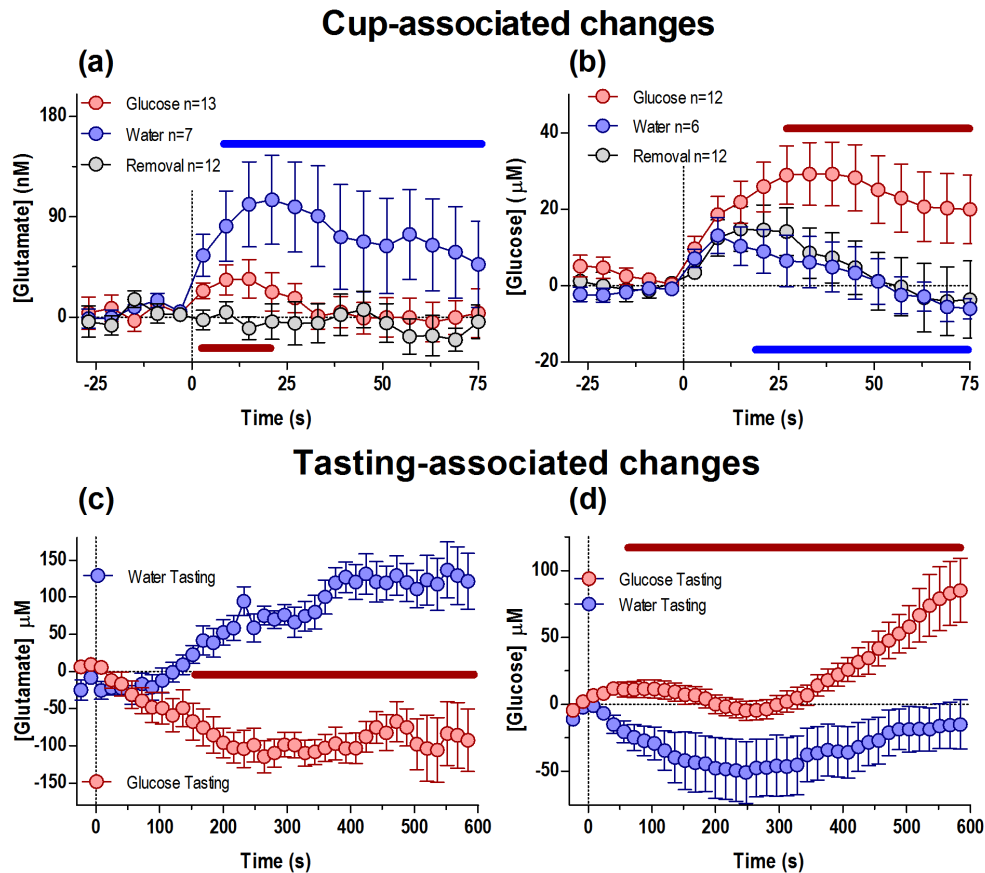 Cup-associated changes
(a)
Glucose n=13
Water n=7
Removal n=12
[Glutamate] (nM)
180
90
0
-25
0
25
50
75
Time (s)
(b)
Glucose n=12
Water n=6
Removal n=12
[Glucose] (μM)
40
20
0
-20
-25
0
25
50
75
Time (s)
Tasting-associated changes
(c)
Water Tasting
Glucose Tasting
[Glutamate] μM
150
100
50
0
-50
-100
-150
0
100
200
300
400
500
600
Time (s)
(d)
Glucose Tasting
Water Tasting
[Glucose] μM
100
50
0
-50
0
100
200
300
400
500
600
Time (s)